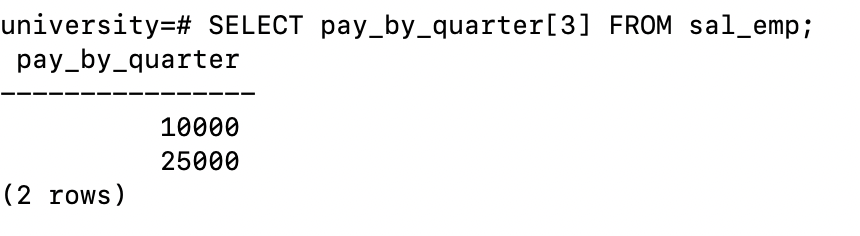 university=# SELECT pay_by_quarter[3] FROM sal_emp;
pay_by_quarter
----------------
10000
25000
(2 rows)